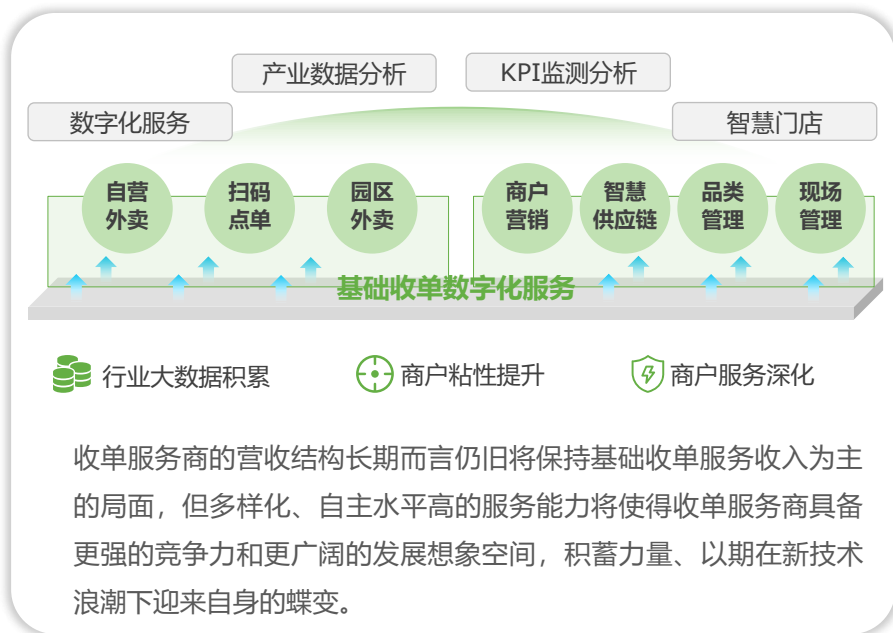 产业数据分析
KPI监测分析
数字化服务
智慧门店
自营
外卖
扫码
点单
园区
外卖
商户
营销
智慧
供应链
品类
管理
现场
管理
基础收单数字化服务
行业大数据积累
商户粘性提升
商户服务深化
收单服务商的营收结构长期而言仍旧将保持基础收单服务收入为主
的局面，但多样化、自主水平高的服务能力将使得收单服务商具备
更强的竞争力和更广阔的发展想象空间，积蓄力量、以期在新技术
浪潮下迎来自身的蝶变。